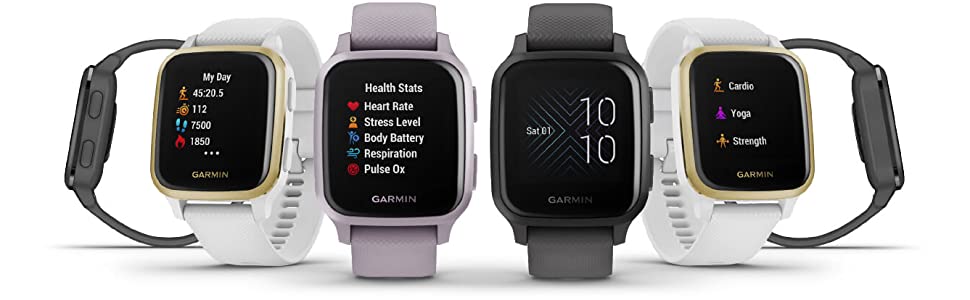 My Day
45:20.5
112
7500
1850
GARMIN
Health Stats
Heart Rate
Stress Level
Body Battery
Respiration
Pulse Ox
GARMIN
Sat 01
10
10
GARMIN
Cardio
Yoga
Strength
GARMIN